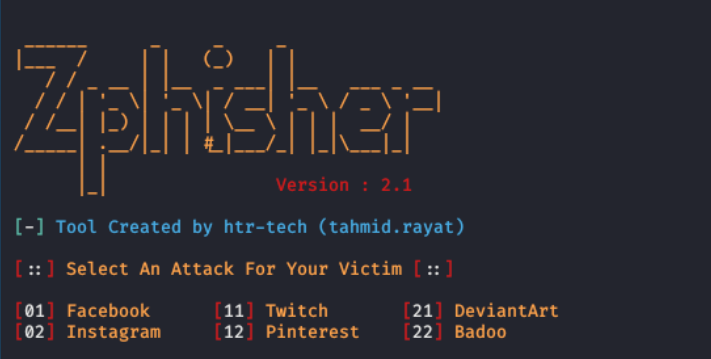 Zphisher
Version : 2.1
[-] Tool Created by htr-tech (tahmid.rayat)
[::] Select An Attack For Your Victim [::]
[01] Facebook [11] Twitch [21] DeviantArt
[02] Instagram [12] Pinterest [22] Badoo